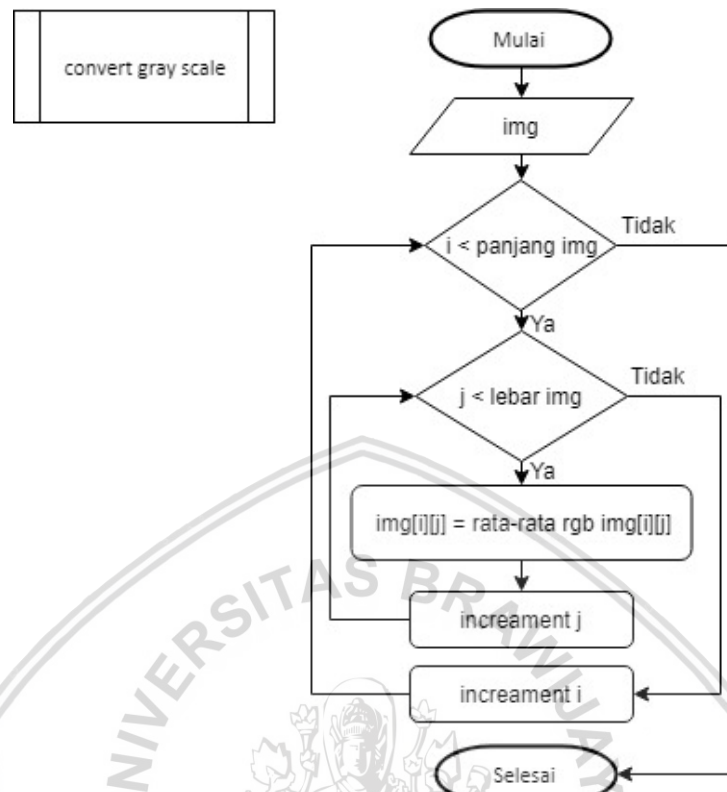 convert gray scale
Mulai
img
i < panjang img
Tidak
Ya
j < lebar img
Tidak
Ya
img[i][j] = rata-rata rgb img[i][j]
increament j
increament i
Selesai